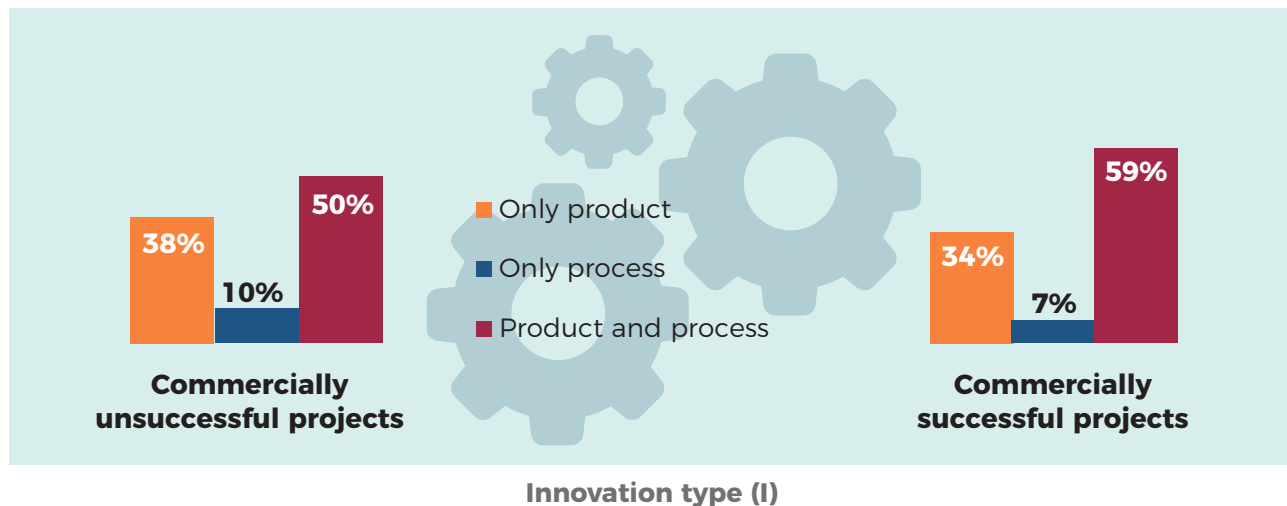 38%
10%
50%
Commercially
unsuccessful projects
Only product
Only process
Product and process
34%
7%
59%
Commercially
successful projects
Innovation type (I)